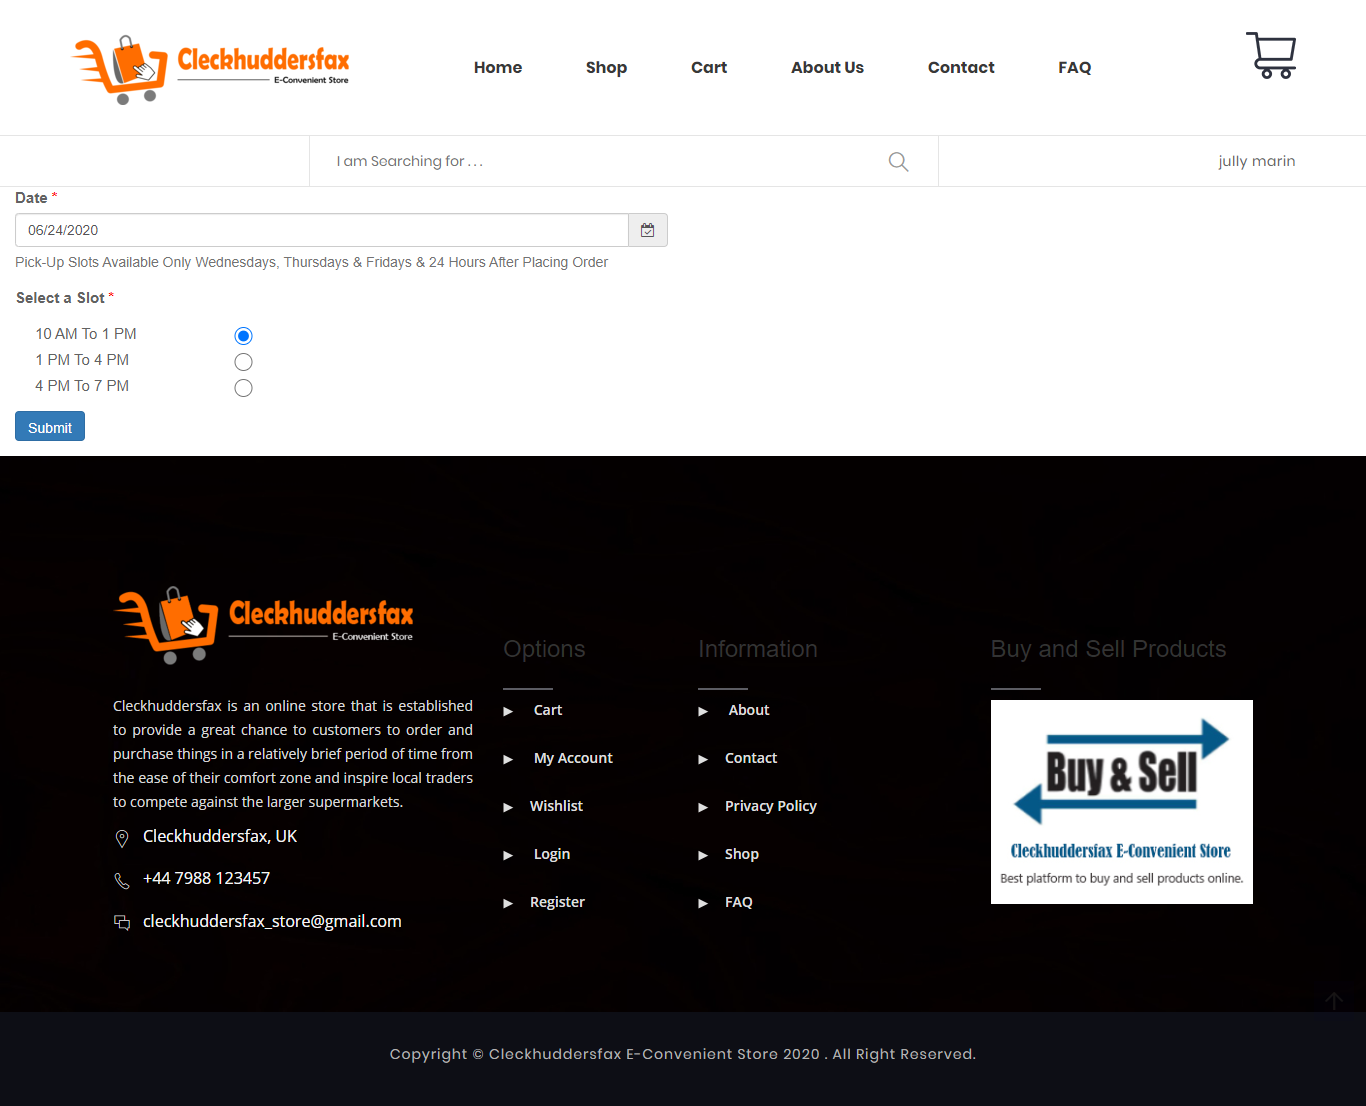 Cleckhuddersfax
E-Convenient Store
Home Shop Cart About Us Contact FAQ
I am Searching for . . .
jully marin
Date *
06/24/2020
Pick-Up Slots Available Only Wednesdays, Thursdays & Fridays & 24 Hours After Placing Order
Select a Slot *
10 AM To 1 PM
1 PM To 4 PM
4 PM To 7 PM
Submit
Cleckhuddersfax
E-Convenient Store
Cleckhuddersfax is an online store that is established
to provide a great chance to customers to order and
purchase things in a relatively brief period of time from
the ease of their comfort zone and inspire local traders
to compete against the larger supermarkets.
Cleckhuddersfax, UK
+44 7988 123457
cleckhuddersfax_store@gmail.com
Options
Cart
My Account
Wishlist
Login
Register
Information
About
Contact
Privacy Policy
Shop
FAQ
Buy and Sell Products
Buy & Sell
Cleckhuddersfax E-Convenient Store
Best platform to buy and sell products online.
Copyright © Cleckhuddersfax E-Convenient Store 2020 . All Right Reserved.